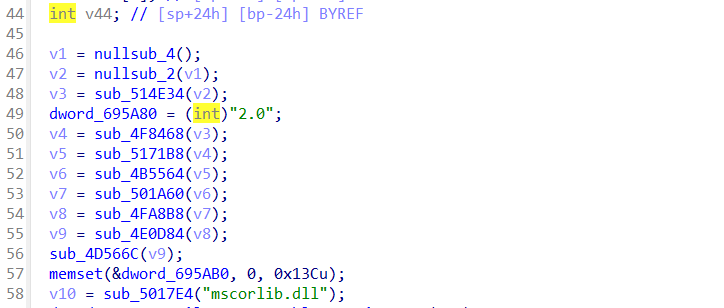 44 int v44; // [sp+24h] [bp-24h] BYREF
45
46 v1 = nullsub_4();
47 v2 = nullsub_2(v1);
48 v3 = sub_514E34(v2);
49 dword_695A80 = (int)"2.0";
50 v4 = sub_4F8468(v3);
51 v5 = sub_5171B8(v4);
52 v6 = sub_4B5564(v5);
53 v7 = sub_501A60(v6);
54 v8 = sub_4FA8B8(v7);
55 v9 = sub_4E0D84(v8);
56 sub_4D566C(v9);
57 memset(&dword_695AB0, 0, 0x13Cu);
58 v10 = sub_5017E4("mscorlib.dll");